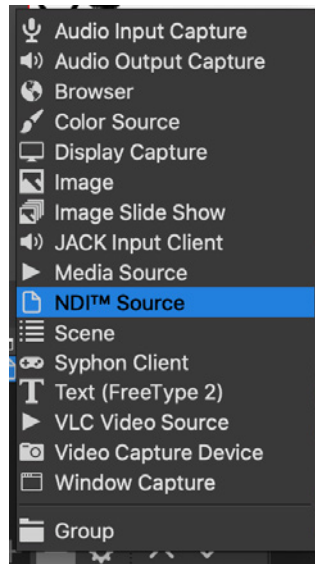 Audio Input Capture
Audio Output Capture
Browser
Color Source
Display Capture
Image
Image Slide Show
JACK Input Client
Media Source
NDI™ Source
Scene
Syphon Client
Text (FreeType 2)
VLC Video Source
Video Capture Device
Window Capture
Group